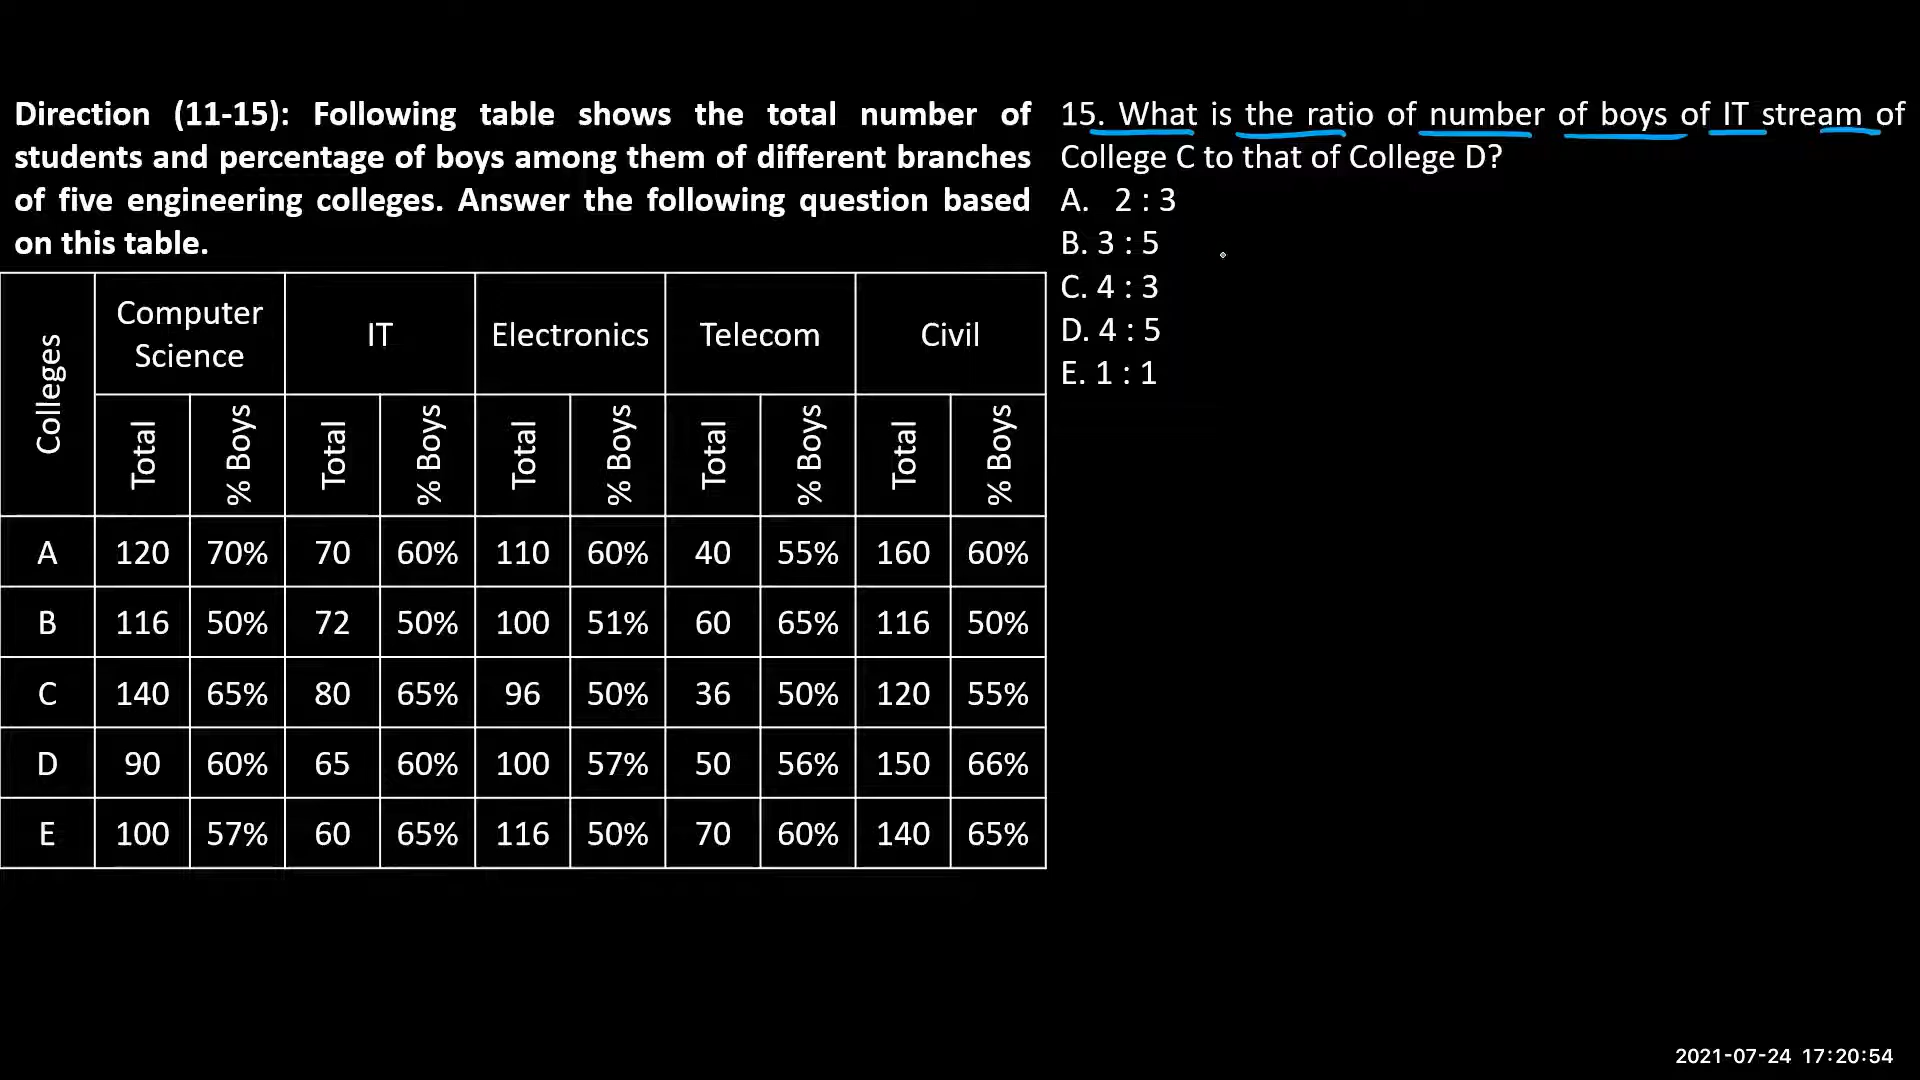 Direction (11-15): Following table shows the total number of
students and percentage of boys among them of different branches
of five engineering colleges. Answer the following question based
on this table.
Colleges Computer Science IT Electronics Telecom Civil
Total % Boys Total % Boys Total % Boys Total % Boys Total % Boys
A 120 70% 70 60% 110 60% 40 55% 160 60%
B 116 50% 72 50% 100 51% 60 65% 116 50%
C 140 65% 80 65% 96 50% 36 50% 120 55%
D 90 60% 65 60% 100 57% 50 56% 150 66%
E 100 57% 60 65% 116 50% 70 60% 140 65%
15. What is the ratio of number of boys of IT stream of
College C to that of College D?
A. 2 : 3
B. 3 : 5
C. 4 : 3
D. 4 : 5
E. 1 : 1
2021-07-24 17:20:54